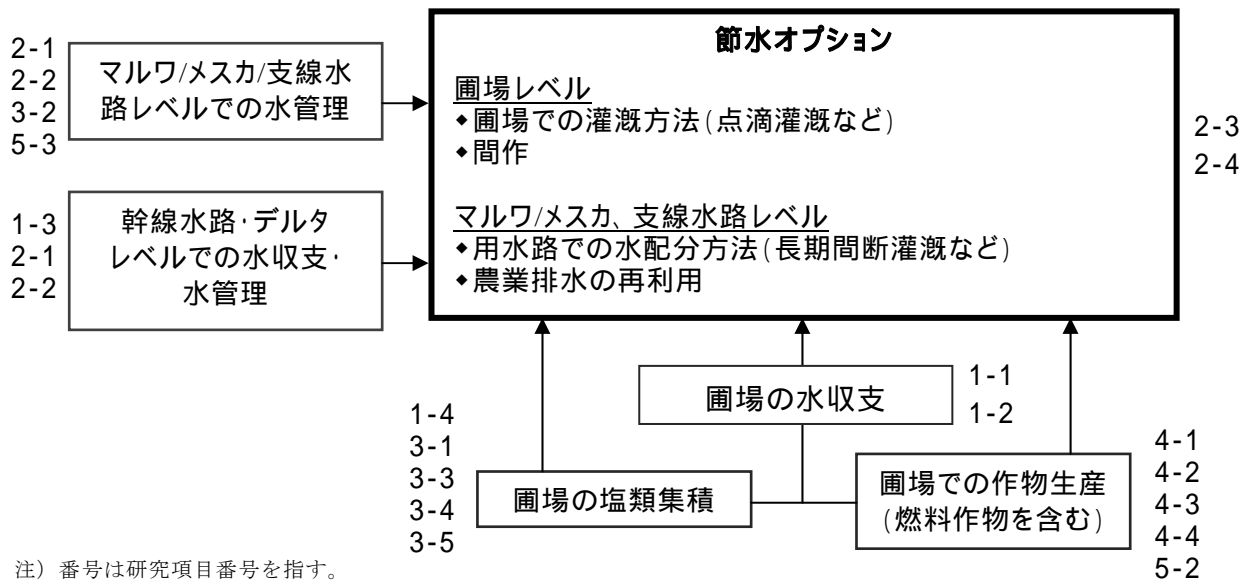 2-1
2-2
3-2
5-3
マルワ/メスカ/支線水
路レベルでの水管理
1-3
2-1
2-2
幹線水路・デルタ
レベルでの水収支・
水管理
節水オプション
圃場レベル
◆圃場での灌漑方法(点滴灌漑など)
◆間作
マルワ/メスカ、支線水路レベル
◆用水路での水配分方法(長期間断灌漑など)
◆農業排水の再利用
2-3
2-4
圃場の水収支
1-1
1-2
1-4
3-1
3-3
3-4
3-5
圃場の塩類集積
圃場での作物生産
(燃料作物を含む)
4-1
4-2
4-3
4-4
5-2
注）番号は研究項目番号を指す。